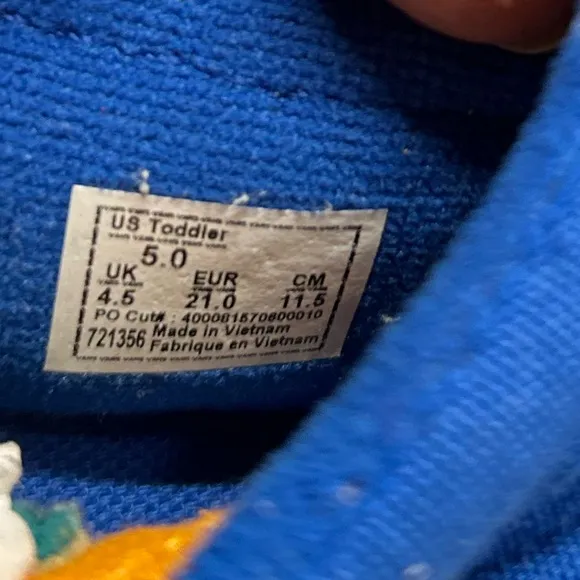 US Toddler
5.0
UK EUR CM
4.5 21.0 11.5
PO Cut# : 400081570800010
721356 Made in Vietnam
Fabrique en Vietnam